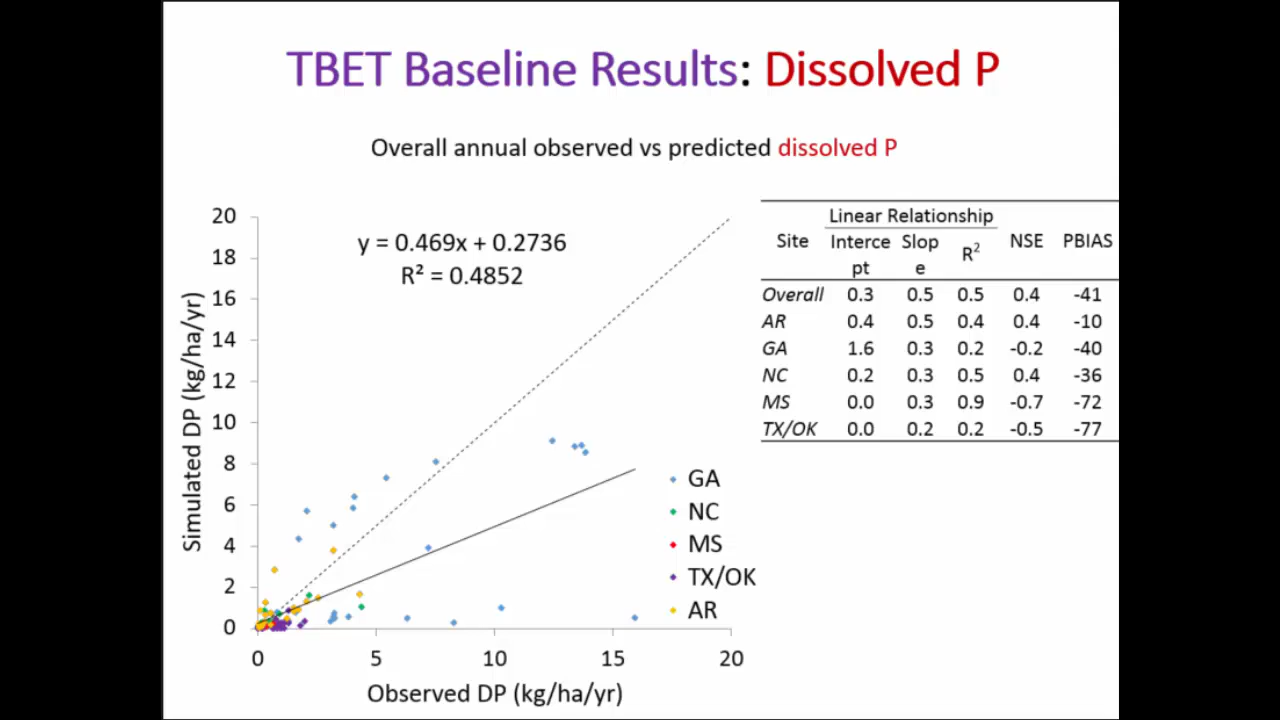 TBET Baseline Results: Dissolved P
Overall annual observed vs predicted dissolved P
20
18
16
14
12
10
8
6
4
2
0
Simulated DP (kg/ha/yr)
y = 0.469x + 0.2736
R² = 0.4852
GA
NC
MS
TX/OK
AR
0 5 10 15 20
Observed DP (kg/ha/yr)
Linear Relationship
Site Interce Slop R² NSE PBIAS
pt e
Overall 0.3 0.5 0.5 0.4 -41
AR 0.4 0.5 0.4 0.4 -10
GA 1.6 0.3 0.2 -0.2 -40
NC 0.2 0.3 0.5 0.4 -36
MS 0.0 0.3 0.9 -0.7 -72
TX/OK 0.0 0.2 0.2 -0.5 -77